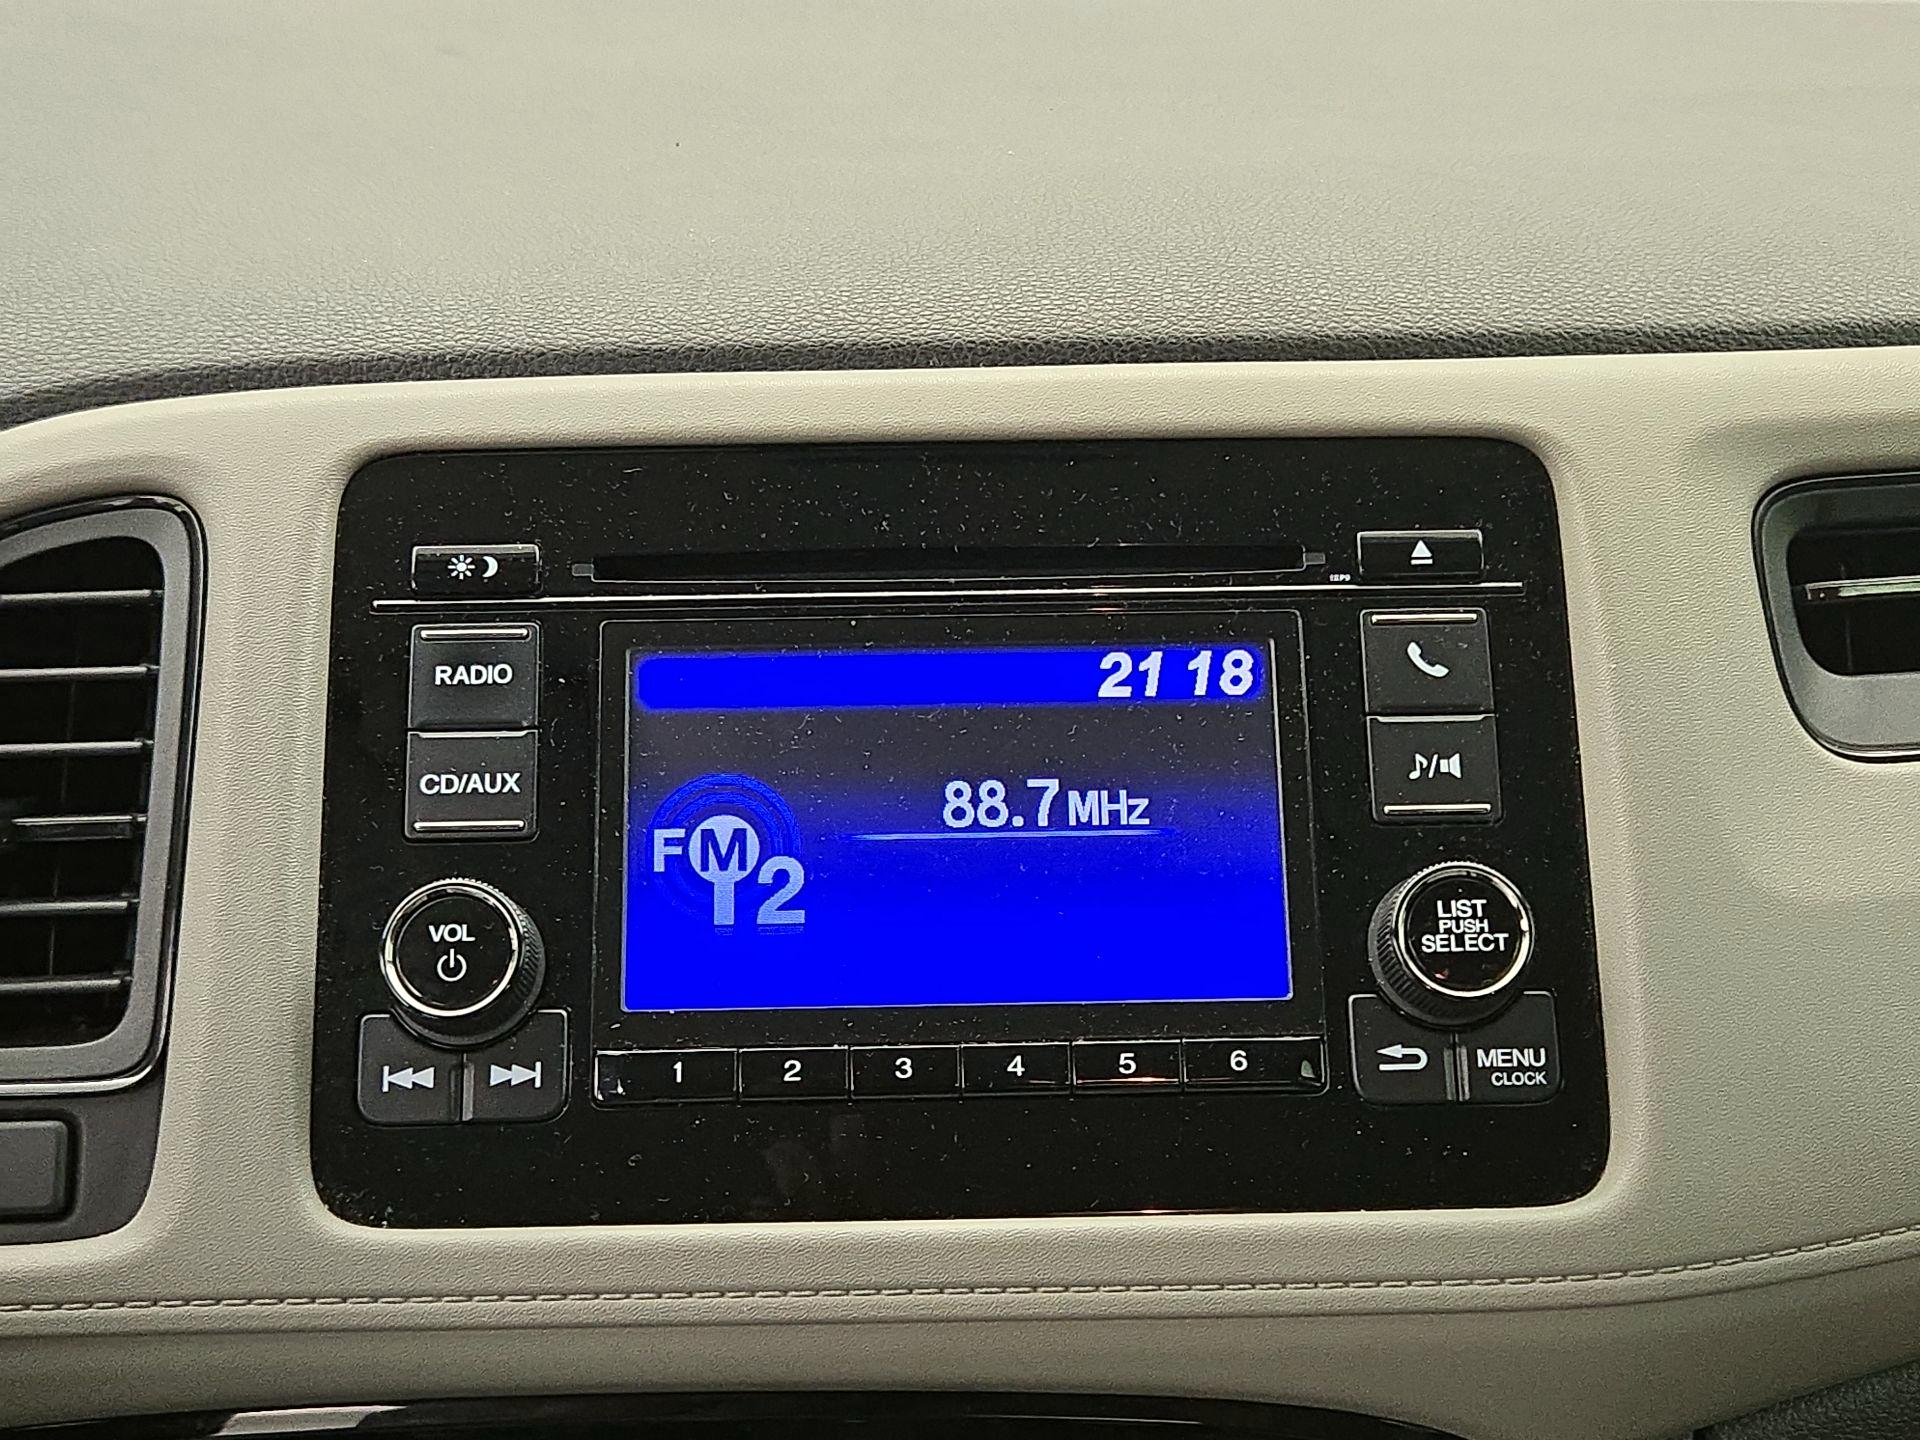 RADIO
CD/AUX
VOL
21 18
88.7 MHz
FM 2
LIST
PUSH
SELECT
1 2 3 4 5 6
MENU
CLOCK